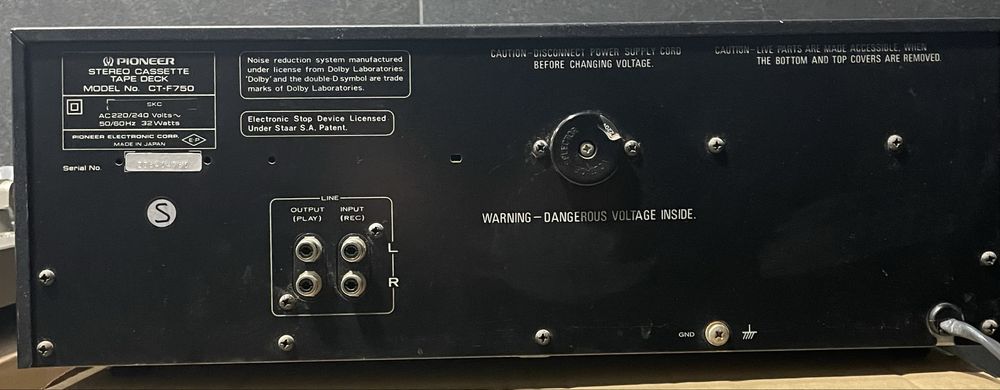 PIONEER
STEREO CASSETTE
TAPE DECK
MODEL No. CT-F750
SKC
AC220/240 Volts~
50/60Hz 32Watts
PIONEER ELECTRONIC CORP.
MADE IN JAPAN
Serial No.
Noise reduction system manufactured
under license from Dolby Laboratories.
'Dolby' and the double-D symbol are trade
marks of Dolby Laboratories.
Electronic Stop Device Licensed
Under Staar S.A. Patent.
CAUTION-DISCONNECT POWER SUPPLY CORD
BEFORE CHANGING VOLTAGE.
CAUTION-LIVE PARTS ARE MADE ACCESSIBLE, WHEN
THE BOTTOM AND TOP COVERS ARE REMOVED.
S
LINE
OUTPUT INPUT
(PLAY) (REC)
L
R
WARNING-DANGEROUS VOLTAGE INSIDE.
GND